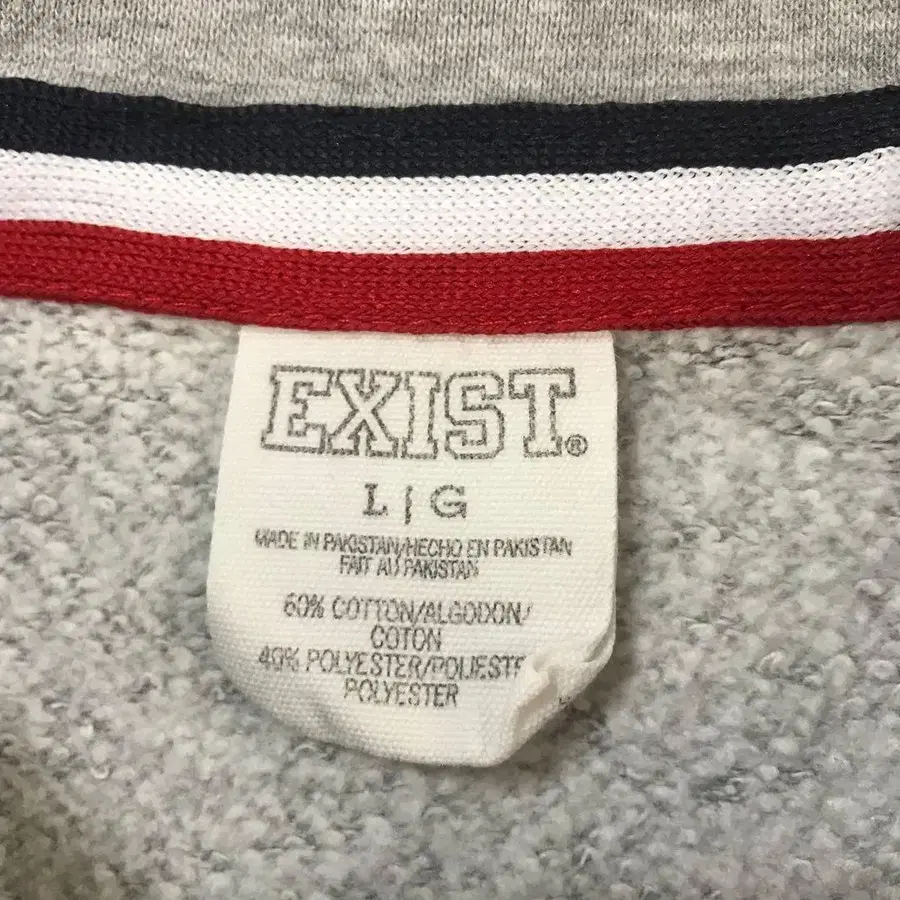 EXIST®
L | G
MADE IN PAKISTAN/HECHO EN PAKISTAN
FAIT AU PAKISTAN
60% COTTON/ALGODON/
COTON
40% POLYESTER/POLIESTE
POLYESTER